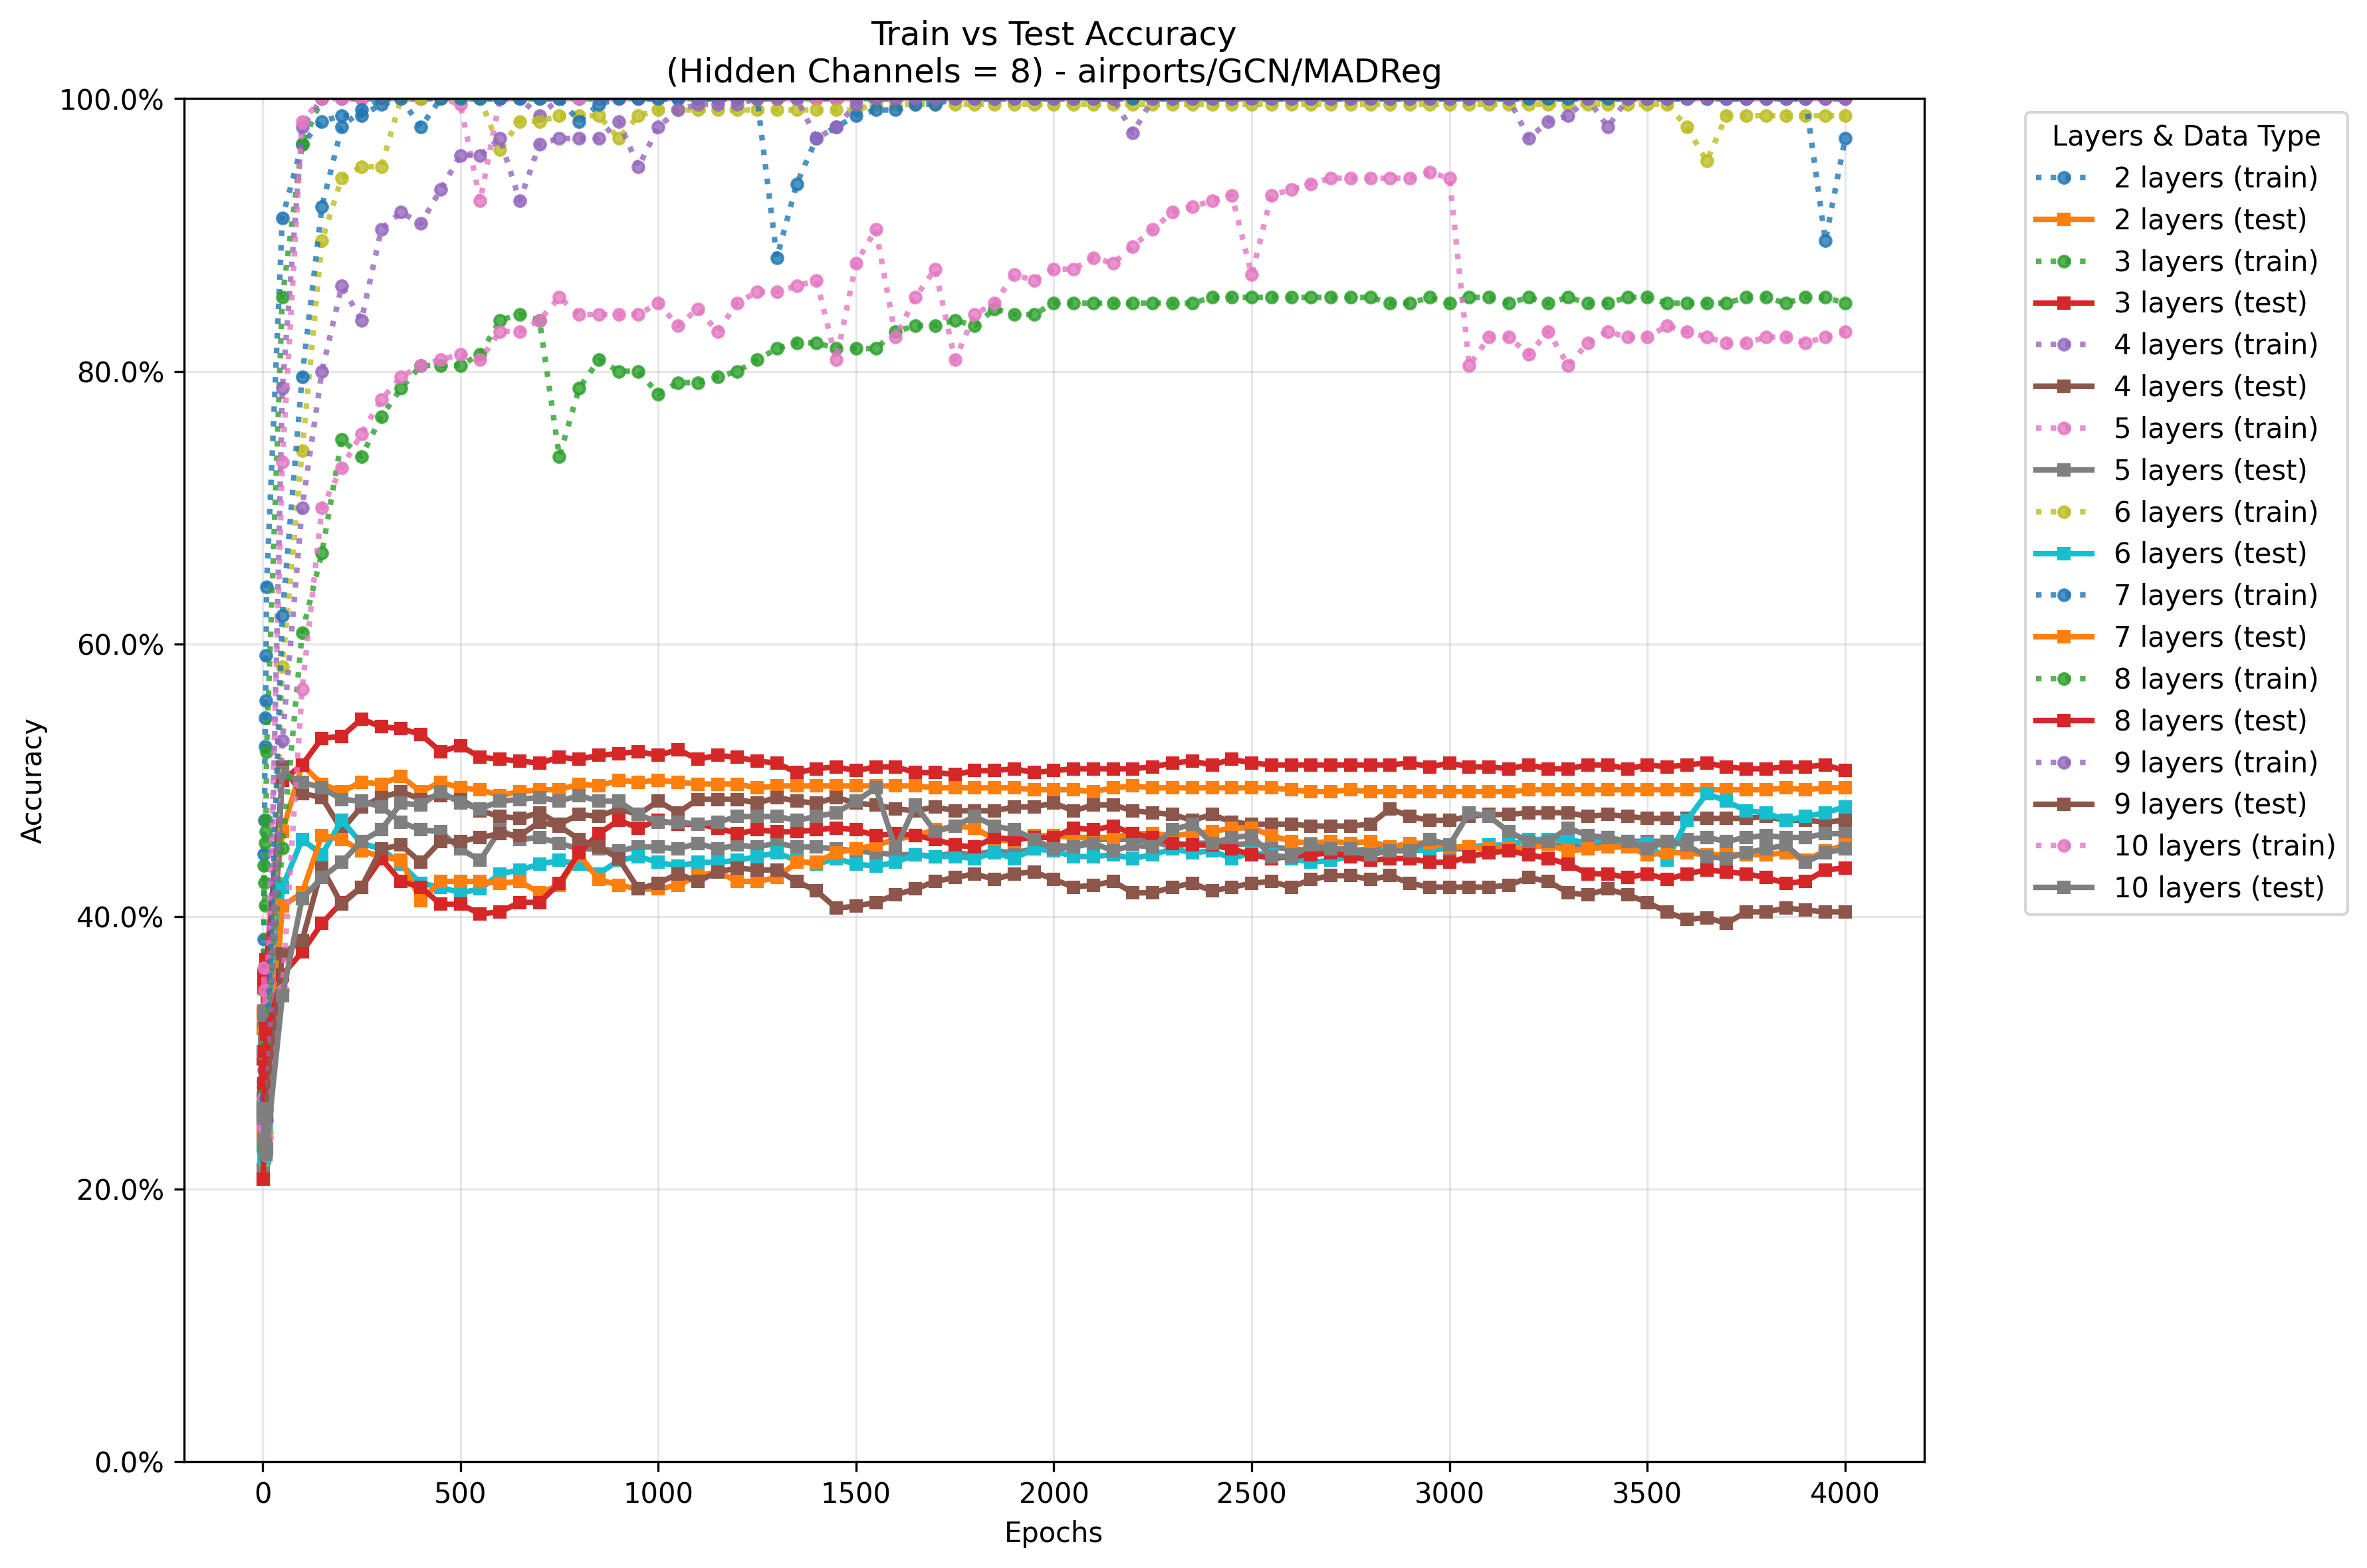 Train vs Test Accuracy
(Hidden Channels = 8) - airports/GCN/MADReg
100.0%
80.0%
60.0%
40.0%
20.0%
0.0%
Accuracy
0
500
1000
1500
2000
2500
3000
3500
4000
Epochs
Layers & Data Type
2 layers (train)
2 layers (test)
3 layers (train)
3 layers (test)
4 layers (train)
4 layers (test)
5 layers (train)
5 layers (test)
6 layers (train)
6 layers (test)
7 layers (train)
7 layers (test)
8 layers (train)
8 layers (test)
9 layers (train)
9 layers (test)
10 layers (train)
10 layers (test)